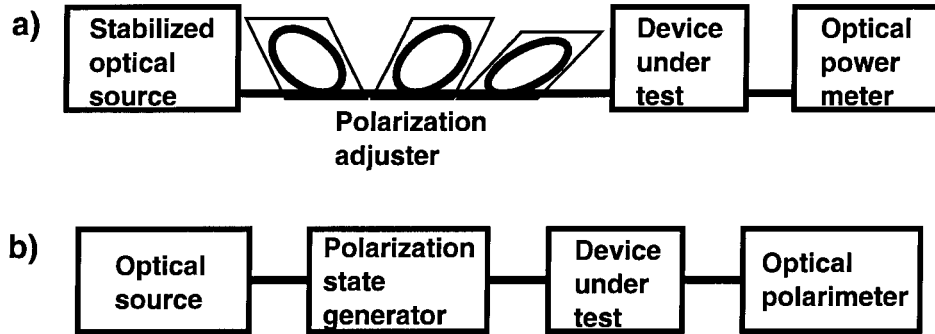 a)
Stabilized
optical
source
Polarization
adjuster
Device
under
test
Optical
power
meter
b)
Optical
source
Polarization
state
generator
Device
under
test
Optical
polarimeter